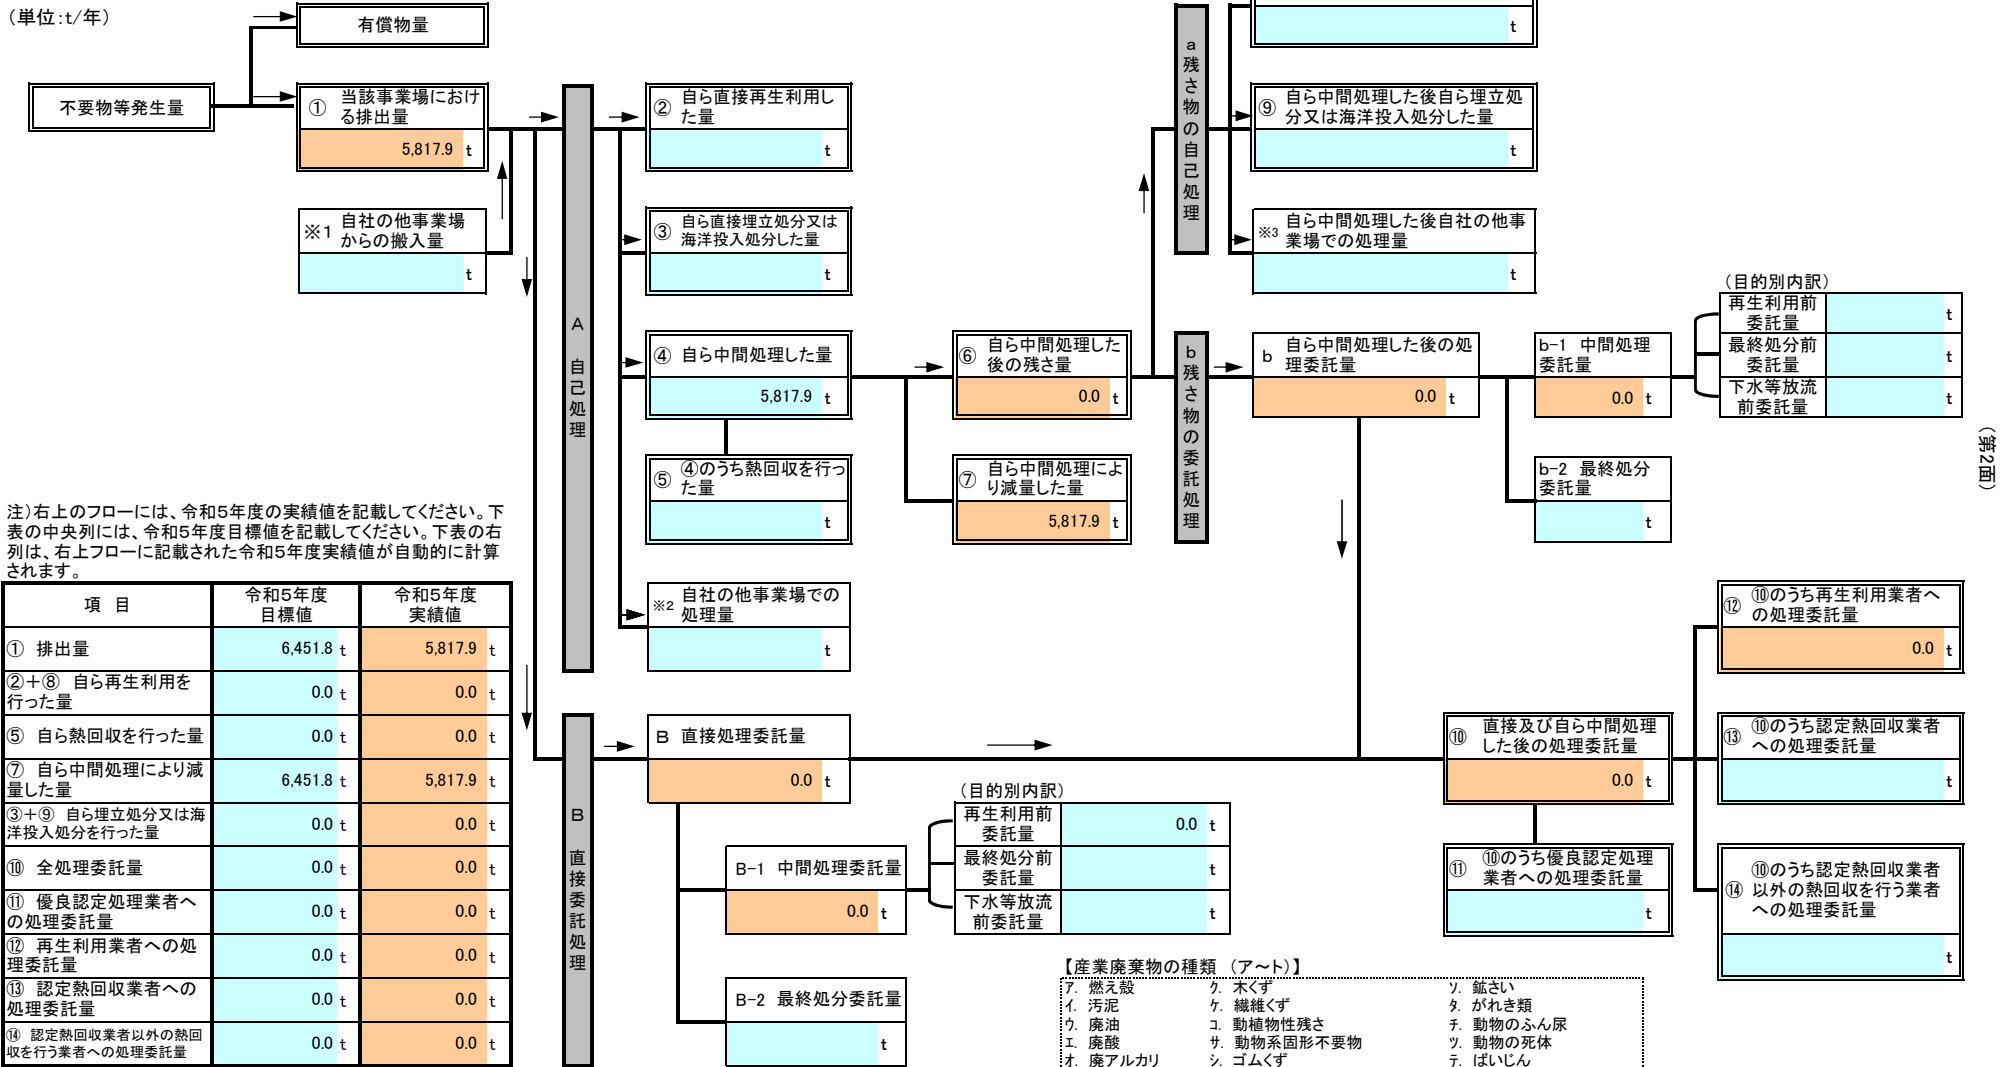 （単位：t/年）
有償物量
不要物等発生量
① 当該事業場におけ
る排出量
5,817.9 t
※1 自社の他事業場
からの搬入量
t
A 自己処理
② 自ら直接再生利用し
た量
t
③ 自ら直接埋立処分又は
海洋投入処分した量
t
④ 自ら中間処理した量
5,817.9 t
⑤ ④のうち熱回収を行っ
た量
t
※2 自社の他事業場での
処理量
t
⑥ 自ら中間処理した
後の残さ量
0.0 t
⑦ 自ら中間処理によ
り減量した量
5,817.9 t
a 残さ物の自己処理
t
⑨ 自ら中間処理した後自ら埋立処
分又は海洋投入処分した量
t
※3 自ら中間処理した後自社の他事
業場での処理量
t
b 残さ物の委託処理
b 自ら中間処理した後の処
理委託量
0.0 t
b-1 中間処理
委託量
0.0 t
b-2 最終処分
委託量
t
（目的別内訳）
再生利用前
委託量
t
最終処分前
委託量
t
下水等放流
前委託量
t
（第2面）
注）右上のフローには、令和5年度の実績値を記載してください。下
表の中央列には、令和5年度目標値を記載してください。下表の右
列は、右上フローに記載された令和5年度実績値が自動的に計算
されます。
項 目
令和5年度
目標値
令和5年度
実績値
① 排出量
6,451.8 t
5,817.9 t
②＋⑧ 自ら再生利用を
行った量
0.0 t
0.0 t
⑤ 自ら熱回収を行った量
0.0 t
0.0 t
⑦ 自ら中間処理により減
量した量
6,451.8 t
5,817.9 t
③＋⑨ 自ら埋立処分又は海
洋投入処分を行った量
0.0 t
0.0 t
⑩ 全処理委託量
0.0 t
0.0 t
⑪ 優良認定処理業者へ
の処理委託量
0.0 t
0.0 t
⑫ 再生利用業者への処
理委託量
0.0 t
0.0 t
⑬ 認定熱回収業者への
処理委託量
0.0 t
0.0 t
⑭ 認定熱回収業者以外の熱回
収を行う業者への処理委託量
0.0 t
0.0 t
B 直接委託処理
B 直接処理委託量
0.0 t
B-1 中間処理委託量
0.0 t
B-2 最終処分委託量
t
（目的別内訳）
再生利用前
委託量
0.0 t
最終処分前
委託量
t
下水等放流
前委託量
t
⑩ 直接及び自ら中間処理
した後の処理委託量
0.0 t
⑪ ⑩のうち優良認定処理
業者への処理委託量
t
⑫ ⑩のうち再生利用業者へ
の処理委託量
0.0 t
⑬ ⑩のうち認定熱回収業者
への処理委託量
t
⑩のうち認定熱回収業者
⑭ 以外の熱回収を行う業者
への処理委託量
t
【産業廃棄物の種類 （ア～ト）】
ア. 燃え殻
イ. 汚泥
ウ. 廃油
エ. 廃酸
オ. 廃アルカリ
ク. 木くず
ケ. 繊維くず
コ. 動植物性残さ
サ. 動物系固形不要物
シ. ゴムくず
ソ. 鉱さい
タ. がれき類
チ. 動物のふん尿
ツ. 動物の死体
テ. ばいじん